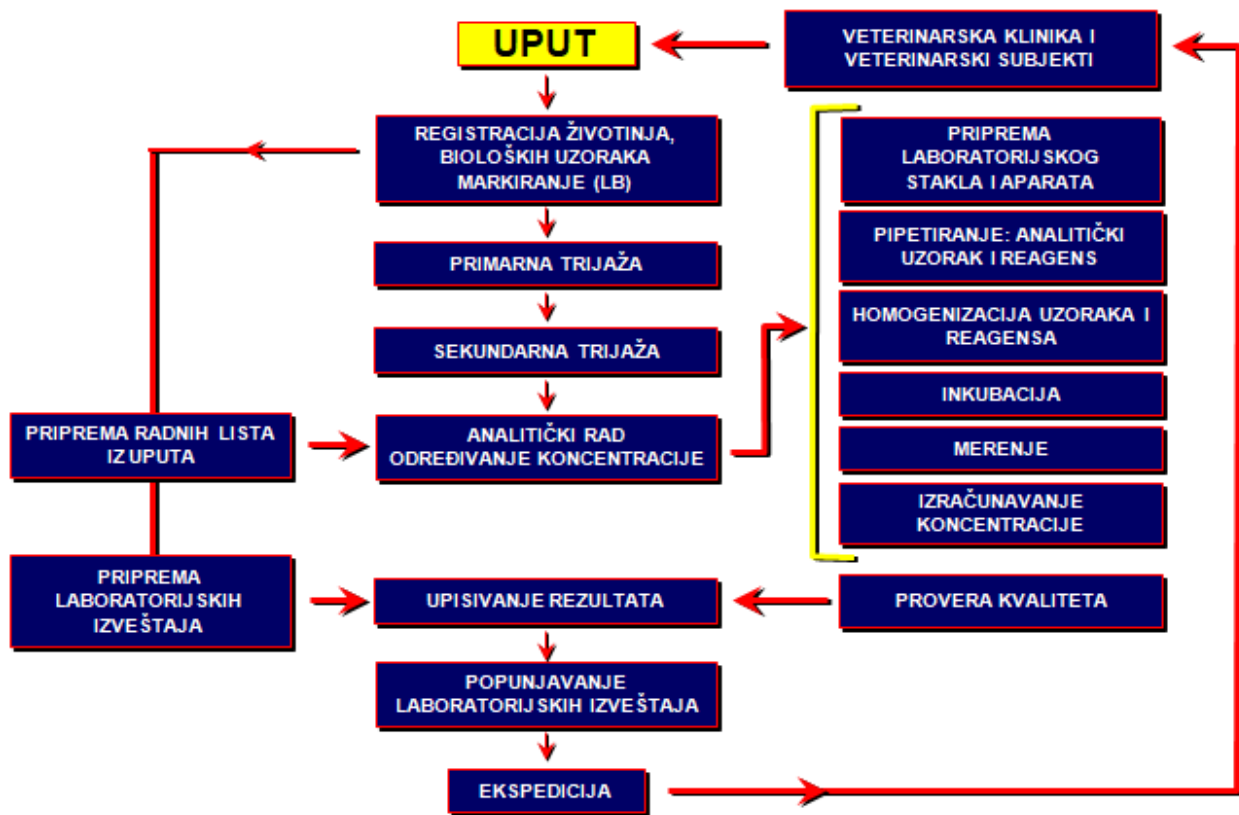 UPUT
VETERINARSKA KLINIKA I
VETERINARSKI SUBJEKTI
REGISTRACIJA ŽIVOTINJA,
BIOLOŠKIH UZORAKA
MARKIRANJE (LB)
PRIMARNA TRIJAŽA
SEKUNDARNA TRIJAŽA
PRIPREMA RADNIH LISTA
IZ UPUTA
ANALITIČKI RAD
ODREĐIVANJE KONCENTRACIJE
PRIPREMA
LABORATORIJSKOG
STAKLA I APARATA
PIPETIRANJE: ANALITIČKI
UZORAK I REAGENS
HOMOGENIZACIJA UZORAKA I
REAGENSA
INKUBACIJA
MERENJE
IZRAČUNAVANJE
KONCENTRACIJE
PRIPREMA
LABORATORIJSKIH
IZVEŠTAJA
UPISIVANJE REZULTATA
PROVERA KVALITETA
POPUNJAVANJE
LABORATORIJSKIH IZVEŠTAJA
EKSPEDICIJA